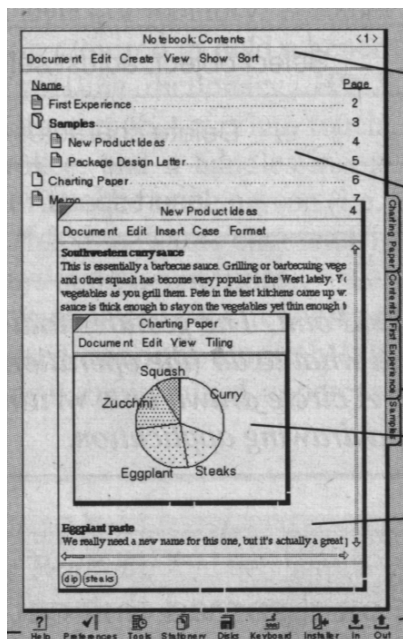 Notebook: Contents <1>
Document Edit Create View Show Sort
Name Page
First Experience 2
Samples 3
New Product Ideas 4
Package Design Letter 5
Charting Paper 6
Memo 7
New Product Ideas 4
Document Edit Insert Case Format
Southwestern curry sauce
This is essentially a barbecue sauce. Grilling or barbecuing vege
and other squash has become very popular in the West lately. Yo
vegetables as you grill them. Pete in the test kitchens came up w
sauce is thick enough to stay on the vegetables yet thin enough t
Charting Paper
Document Edit View Tiling
Squash
Curry
Zucchini
Eggplant
Steaks
Eggplant paste
We really need a new name for this one, but it's actually a great
dip steaks
Charting Paper
Contents
First Experience
Samples
Help Preferences Tools Stationery Disks Keyboard Installer In Out